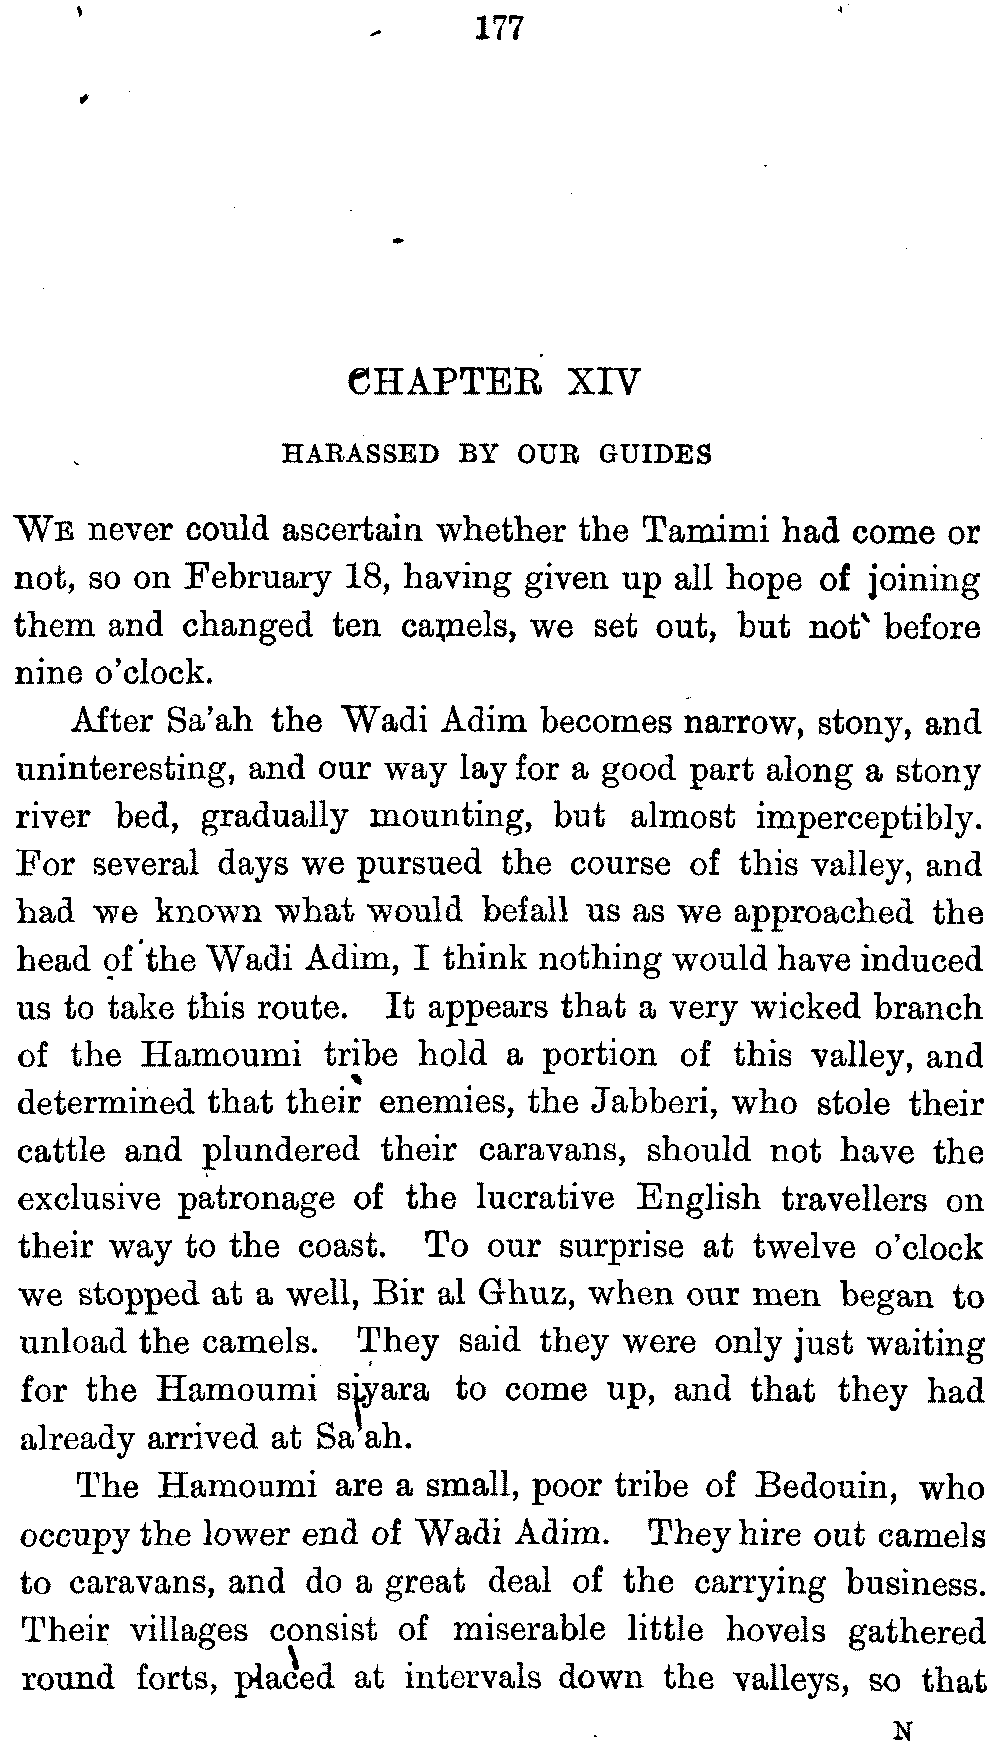 177
CHAPTER XIV
HARASSED BY OUR GUIDES
WE never could ascertain whether the Tamimi had come or
not, so on February 18, having given up all hope of joining
them and changed ten camels, we set out, but not before
nine o'clock.
After Sa'ah the Wadi Adim becomes narrow, stony, and
uninteresting, and our way lay for a good part along a stony
river bed, gradually mounting, but almost imperceptibly.
For several days we pursued the course of this valley, and
had we known what would befall us as we approached the
head of the Wadi Adim, I think nothing would have induced
us to take this route. It appears that a very wicked branch
of the Hamoumi tribe hold a portion of this valley, and
determined that their enemies, the Jabberi, who stole their
cattle and plundered their caravans, should not have the
exclusive patronage of the lucrative English travellers on
their way to the coast. To our surprise at twelve o'clock
we stopped at a well, Bir al Ghuz, when our men began to
unload the camels. They said they were only just waiting
for the Hamoumi siyara to come up, and that they had
already arrived at Sa'ah.
The Hamoumi are a small, poor tribe of Bedouin, who
occupy the lower end of Wadi Adim. They hire out camels
to caravans, and do a great deal of the carrying business.
Their villages consist of miserable little hovels gathered
round forts, placed at intervals down the valleys, so that
N